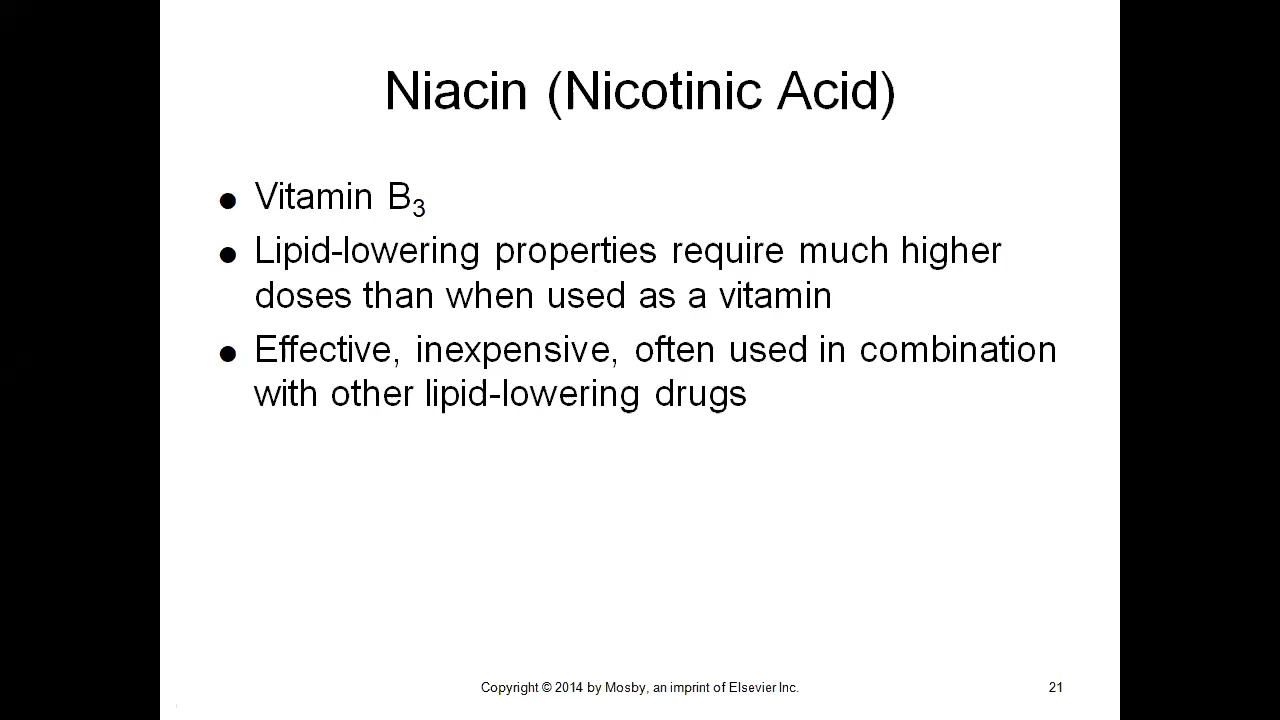 Niacin (Nicotinic Acid)
● Vitamin B₃
● Lipid-lowering properties require much higher
doses than when used as a vitamin
● Effective, inexpensive, often used in combination
with other lipid-lowering drugs
Copyright © 2014 by Mosby, an imprint of Elsevier Inc. 21